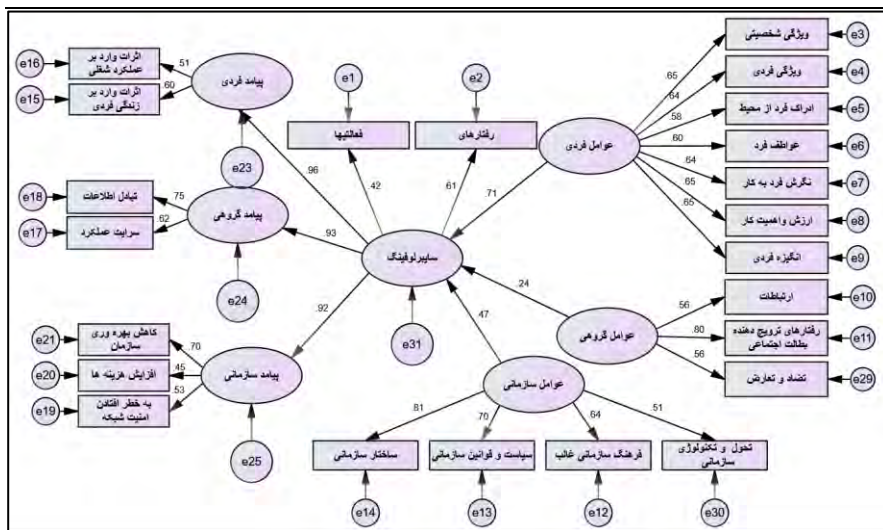 e16
اثرات وارد بر
عملکرد شغلی
.51
پیامد فردی
e15
اثرات وارد بر
زندگی فردی
.60
e23
e1
فعالتیها
e2
رفتارهای
.42
.61
.96
عوامل فردی
.71
.65
ویژگی شخصیتی
e3
.64
ویژگی فردی
e4
.58
ادراک فرد از محیط
e5
.60
عواطف فرد
e6
.64
نگرش فرد به کار
e7
.65
ارزش واهمیت کار
e8
.65
انگیزه فردی
e9
e18
تبادل اطلاعات
.75
پیامد گروهی
e17
سرایت عملکرد
.62
e24
.93
سایبرلوفینگ
e31
.24
عوامل گروهی
.56
ارتباطات
e10
.80
رفتارهای ترویج دهنده
بطالت اجتماعی
e11
.56
تضاد و تعارض
e29
.92
.47
e21
کاهش بهره وری
سازمان
.70
پیامد سازمانی
e20
افزایش هزینه ها
.45
e19
به خطر افتادن
امنیت شبکه
.53
e25
عوامل سازمانی
.81
.70
.64
.51
ساختار سازمانی
سیاست و قوانین سازمانی
فرهنگ سازمانی غالب
تحول و تکنولوژی
سازمانی
e14
e13
e12
e30